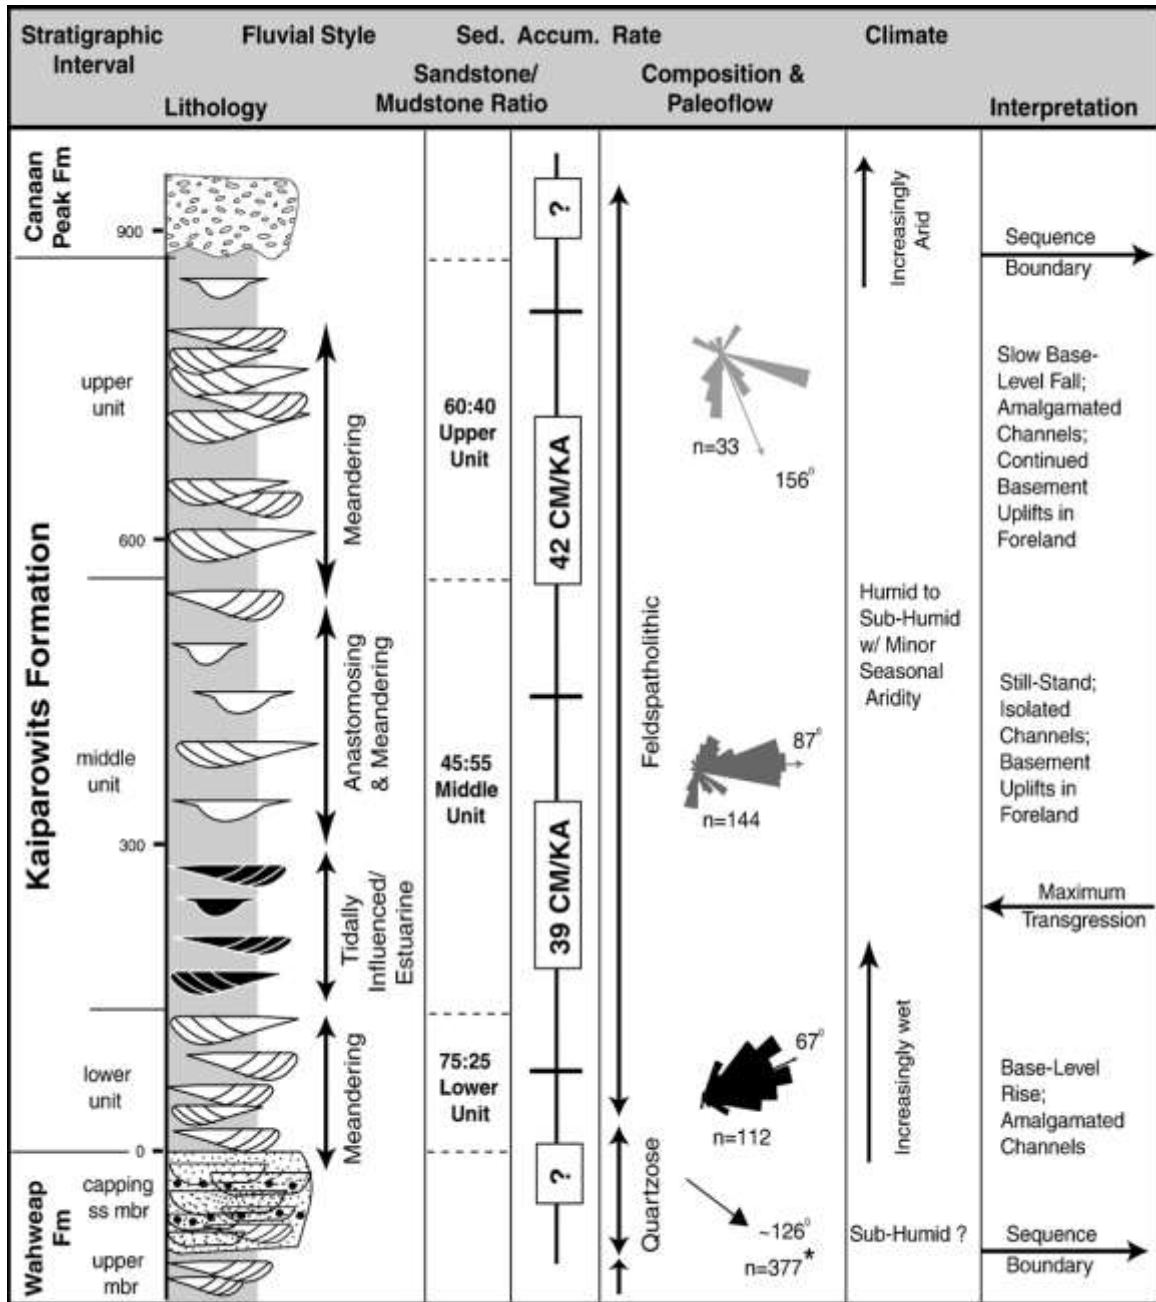 Stratigraphic
Interval
Fluvial Style
Sed. Accum. Rate
Climate
Sandstone/
Mudstone Ratio
Composition &
Paleoflow
Lithology
Interpretation
Canaan
Peak Fm
900
?
Increasingly
Arid
Sequence
Boundary
Kaiparowits Formation
upper
unit
600
Meandering
60:40
Upper
Unit
42 CM/KA
n=33
156°
Slow Base-
Level Fall;
Amalgamated
Channels;
Continued
Basement
Uplifts in
Foreland
middle
unit
300
Anastomosing
& Meandering
Tidally
Influenced/
Estuarine
45:55
Middle
Unit
39 CM/KA
Feldspatholithic
87°
n=144
Humid to
Sub-Humid
w/ Minor
Seasonal
Aridity
Still-Stand;
Isolated
Channels;
Basement
Uplifts in
Foreland
Maximum
Transgression
lower
unit
0
Meandering
75:25
Lower
Unit
67°
n=112
Increasingly wet
Base-Level
Rise;
Amalgamated
Channels
Wahweap
Fm
capping
ss mbr
upper
mbr
?
Quartzose
~126°
n=377*
Sub-Humid ?
Sequence
Boundary